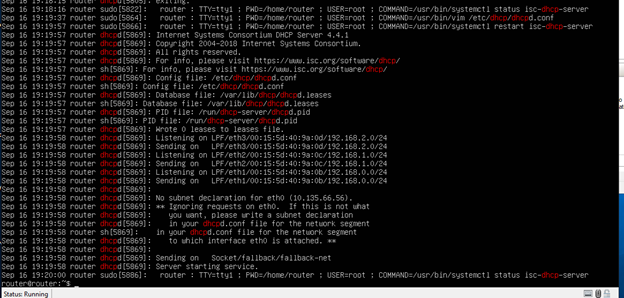 Sep 16 19:18:15 router dhcpd[5805]: exiting.
Sep 16 19:18:16 router sudo[5822]:   router : TTY=tty1 ; PWD=/home/router ; USER=root ; COMMAND=/usr/bin/systemctl status isc-dhcp-server
Sep 16 19:19:37 router sudo[5864]:   router : TTY=tty1 ; PWD=/home/router ; USER=root ; COMMAND=/usr/bin/vim /etc/dhcp/dhcpd.conf
Sep 16 19:19:57 router sudo[5866]:   router : TTY=tty1 ; PWD=/home/router ; USER=root ; COMMAND=/usr/bin/systemctl restart isc-dhcp-server
Sep 16 19:19:57 router dhcpd[5869]: Internet Systems Consortium DHCP Server 4.4.1
Sep 16 19:19:57 router dhcpd[5869]: Copyright 2004-2018 Internet Systems Consortium.
Sep 16 19:19:57 router dhcpd[5869]: All rights reserved.
Sep 16 19:19:57 router dhcpd[5869]: For info, please visit https://www.isc.org/software/dhcp/
Sep 16 19:19:57 router sh[5869]: For info, please visit https://www.isc.org/software/dhcp/
Sep 16 19:19:57 router dhcpd[5869]: Config file: /etc/dhcp/dhcpd.conf
Sep 16 19:19:57 router sh[5869]: Config file: /etc/dhcp/dhcpd.conf
Sep 16 19:19:57 router dhcpd[5869]: Database file: /var/lib/dhcp/dhcpd.leases
Sep 16 19:19:57 router sh[5869]: Database file: /var/lib/dhcp/dhcpd.leases
Sep 16 19:19:57 router dhcpd[5869]: PID file: /run/dhcp-server/dhcpd.pid
Sep 16 19:19:57 router sh[5869]: PID file: /run/dhcp-server/dhcpd.pid
Sep 16 19:19:57 router dhcpd[5869]: Wrote 0 leases to leases file.
Sep 16 19:19:58 router dhcpd[5869]: Listening on LPF/eth3/00:15:5d:40:9a:0d/192.168.2.0/24
Sep 16 19:19:58 router dhcpd[5869]: Sending on   LPF/eth3/00:15:5d:40:9a:0d/192.168.2.0/24
Sep 16 19:19:58 router dhcpd[5869]: Listening on LPF/eth2/00:15:5d:40:9a:0c/192.168.1.0/24
Sep 16 19:19:58 router dhcpd[5869]: Sending on   LPF/eth2/00:15:5d:40:9a:0c/192.168.1.0/24
Sep 16 19:19:58 router dhcpd[5869]: Listening on LPF/eth1/00:15:5d:40:9a:0b/192.168.0.0/24
Sep 16 19:19:58 router dhcpd[5869]: Sending on   LPF/eth1/00:15:5d:40:9a:0b/192.168.0.0/24
Sep 16 19:19:58 router dhcpd[5869]:
Sep 16 19:19:58 router dhcpd[5869]: No subnet declaration for eth0 (10.135.66.56).
Sep 16 19:19:58 router dhcpd[5869]: ** Ignoring requests on eth0.  If this is not what
Sep 16 19:19:58 router dhcpd[5869]:    you want, please write a subnet declaration
Sep 16 19:19:58 router dhcpd[5869]:    in your dhcpd.conf file for the network segment
Sep 16 19:19:58 router sh[5869]:    in your dhcpd.conf file for the network segment
Sep 16 19:19:58 router dhcpd[5869]:    to which interface eth0 is attached. **
Sep 16 19:19:58 router dhcpd[5869]:
Sep 16 19:19:58 router dhcpd[5869]: Sending on   Socket/fallback/fallback-net
Sep 16 19:19:58 router dhcpd[5869]: Server starting service.
Sep 16 19:20:00 router sudo[5886]:   router : TTY=tty1 ; PWD=/home/router ; USER=root ; COMMAND=/usr/bin/systemctl status isc-dhcp-server
router@router:~$ _
Status: Running